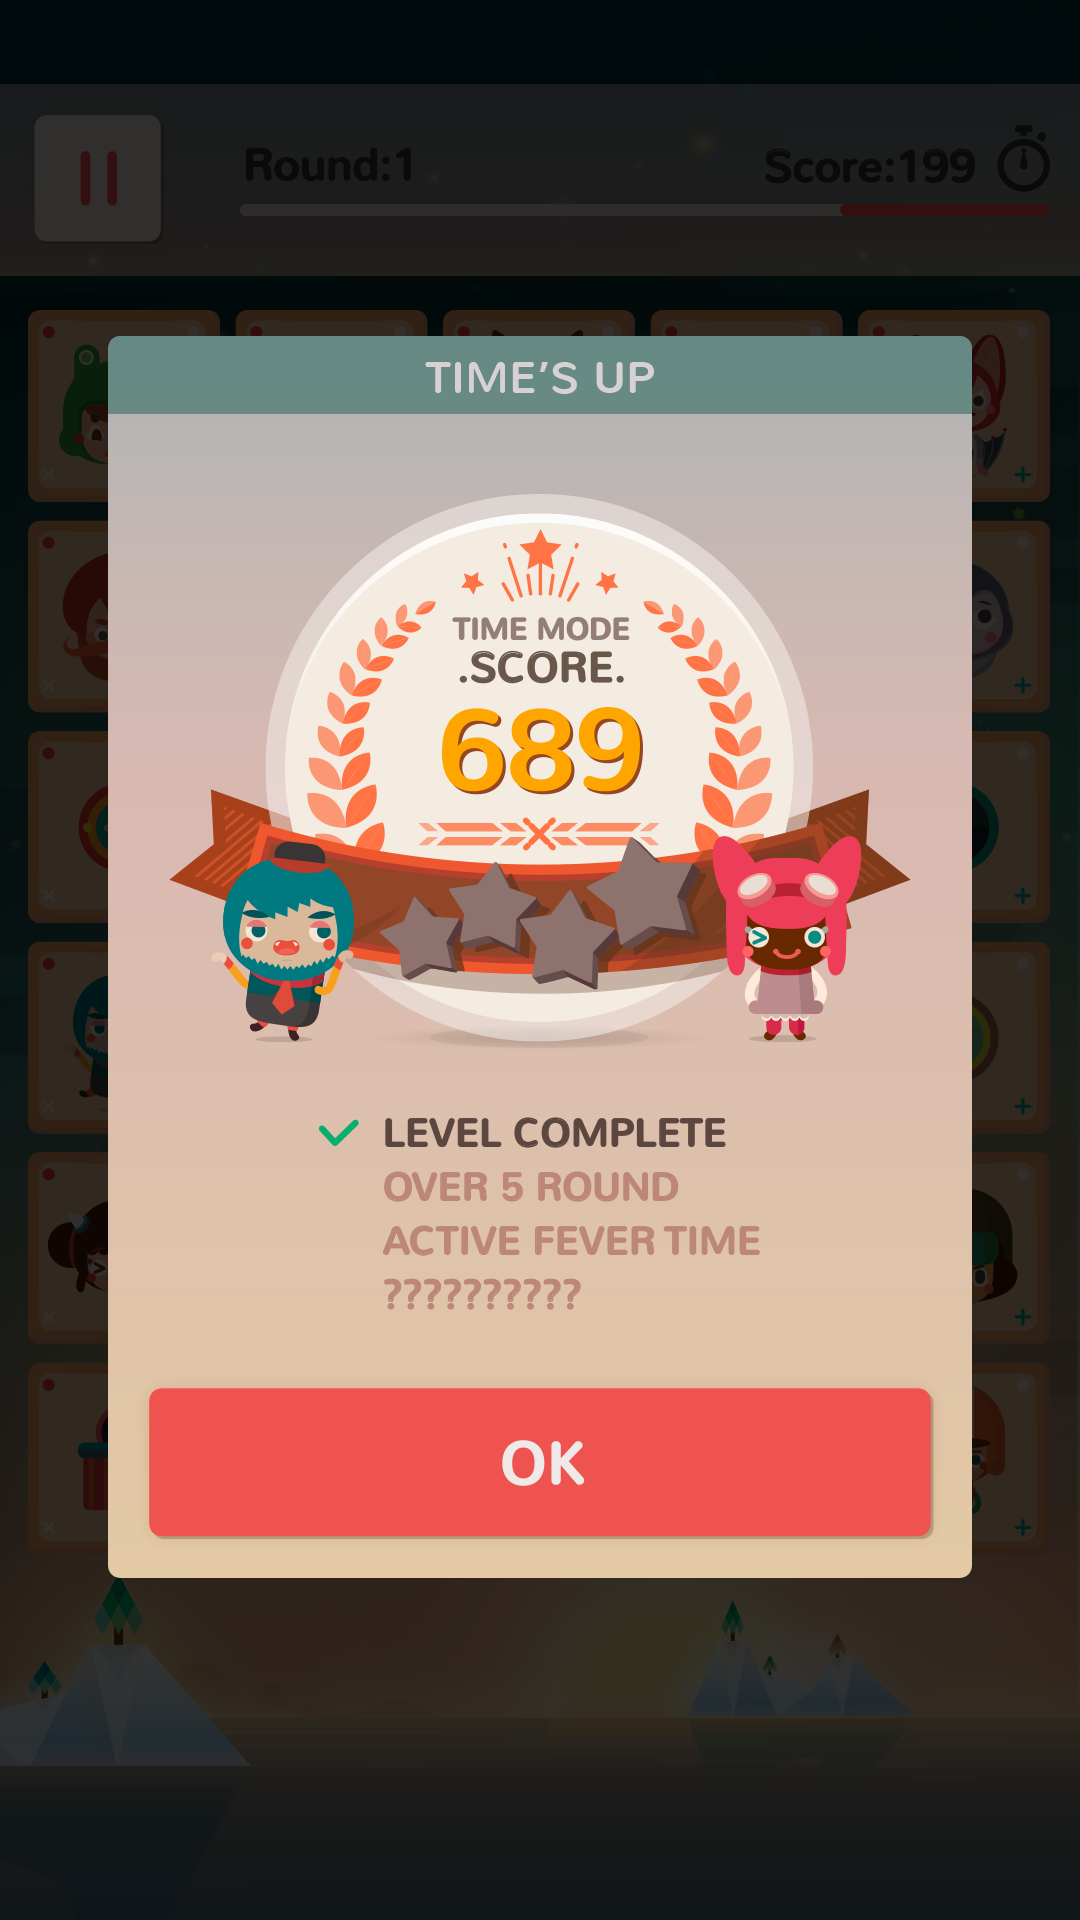 Round:1
Score:199
TIME'S UP
TIME MODE
.SCORE.
689
LEVEL COMPLETE
OVER 5 ROUND
ACTIVE FEVER TIME
??????????
OK